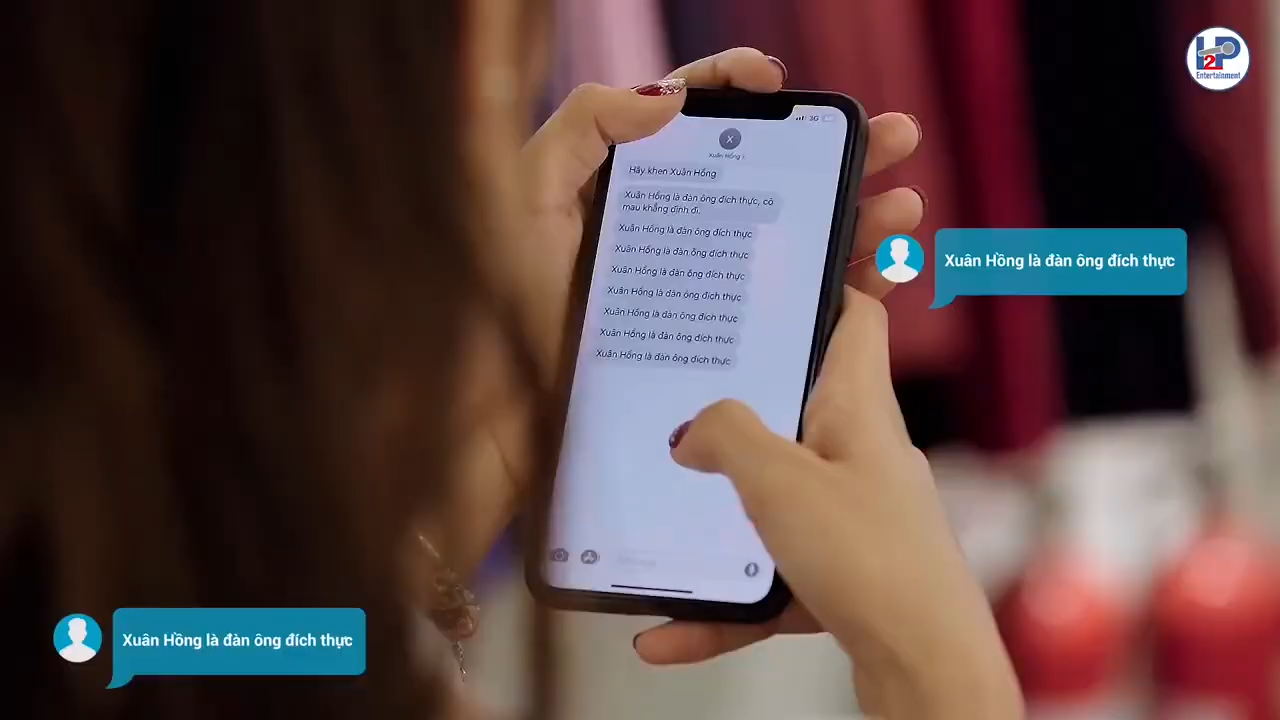 H2P
Entertainment
3G
X
Xuân Hồng
Hãy khen Xuân Hồng
Xuân Hồng là đàn ông đích thực, cô
mau khẳng định đi.
Xuân Hồng là đàn ông đích thực
Xuân Hồng là đàn ông đích thực
Xuân Hồng là đàn ông đích thực
Xuân Hồng là đàn ông đích thực
Xuân Hồng là đàn ông đích thực
Xuân Hồng là đàn ông đích thực
Xuân Hồng là đàn ông đích thực
Xuân Hồng là đàn ông đích thực
Xuân Hồng là đàn ông đích thực